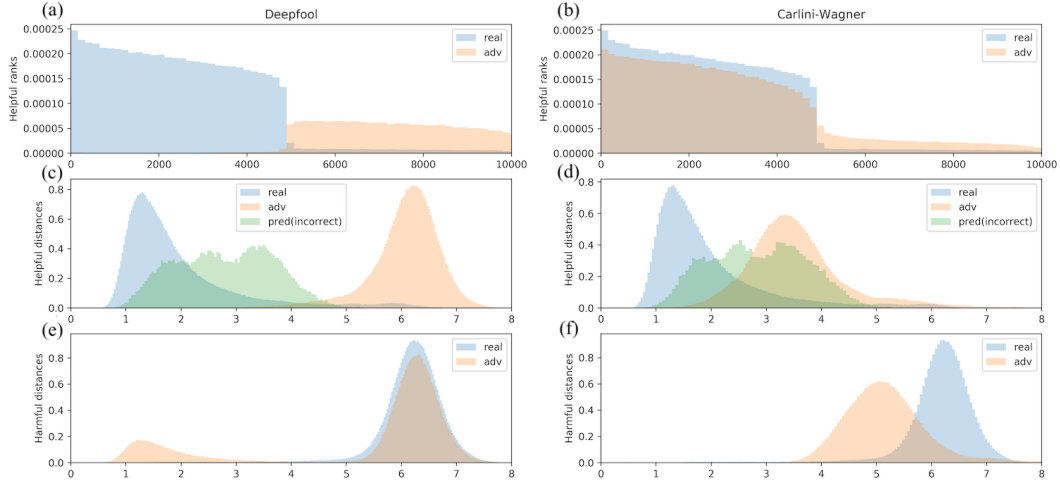 (a) Deepfool
Helpful ranks
0.00025
0.00020
0.00015
0.00010
0.00005
0.00000
real
adv
0 2000 4000 6000 8000 10000
(b) Carlini-Wagner
Helpful ranks
0.00025
0.00020
0.00015
0.00010
0.00005
0.00000
real
adv
0 2000 4000 6000 8000 10000
(c)
Helpful distances
0.8
0.6
0.4
0.2
0.0
real
adv
pred(incorrect)
0 1 2 3 4 5 6 7 8
(d)
Helpful distances
0.8
0.6
0.4
0.2
0.0
real
adv
pred(incorrect)
0 1 2 3 4 5 6 7 8
(e)
Harmful distances
0.8
0.6
0.4
0.2
0.0
real
adv
0 1 2 3 4 5 6 7 8
(f)
Harmful distances
0.8
0.6
0.4
0.2
0.0
real
adv
0 1 2 3 4 5 6 7 8